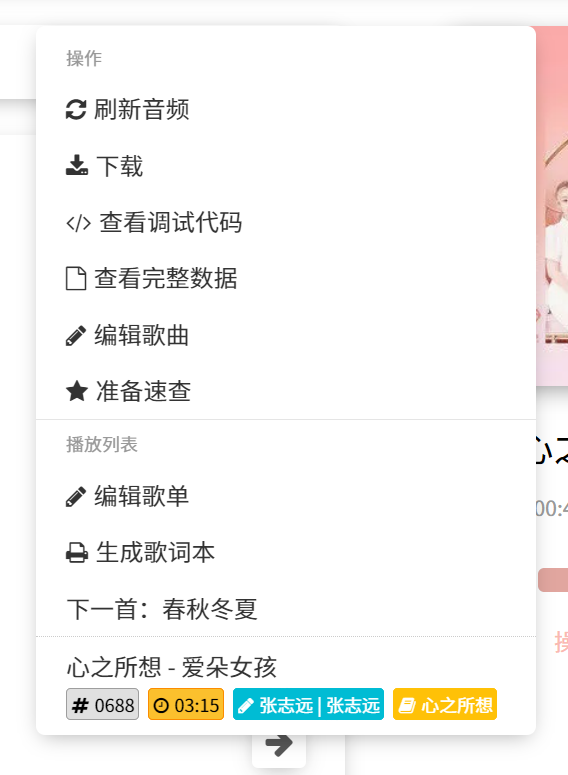 操作
刷新音频
下载
</> 查看调试代码
查看完整数据
编辑歌曲
准备速查
播放列表
编辑歌单
生成歌词本
下一首：春秋冬夏
心之所想 - 爱朵女孩
# 0688 03:15 张志远 | 张志远 心之所想
心之
00:4
操